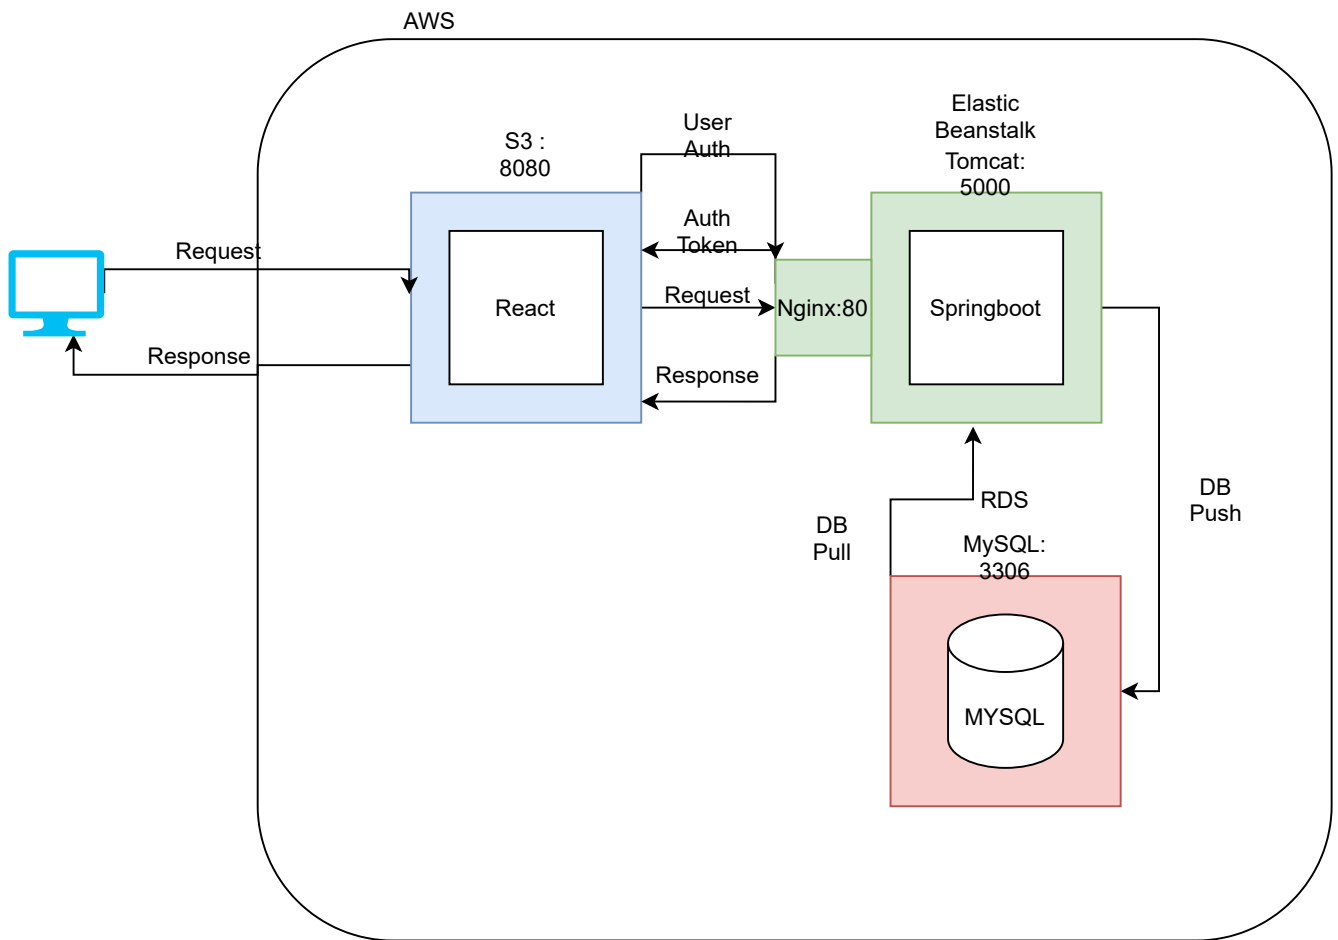 AWS
Elastic
Beanstalk
Tomcat:
5000
S3 :
8080
User
Auth
Auth
Token
Request
React
Request
Nginx:80
Springboot
Response
Response
DB
Push
RDS
DB
Pull
MySQL:
3306
MYSQL